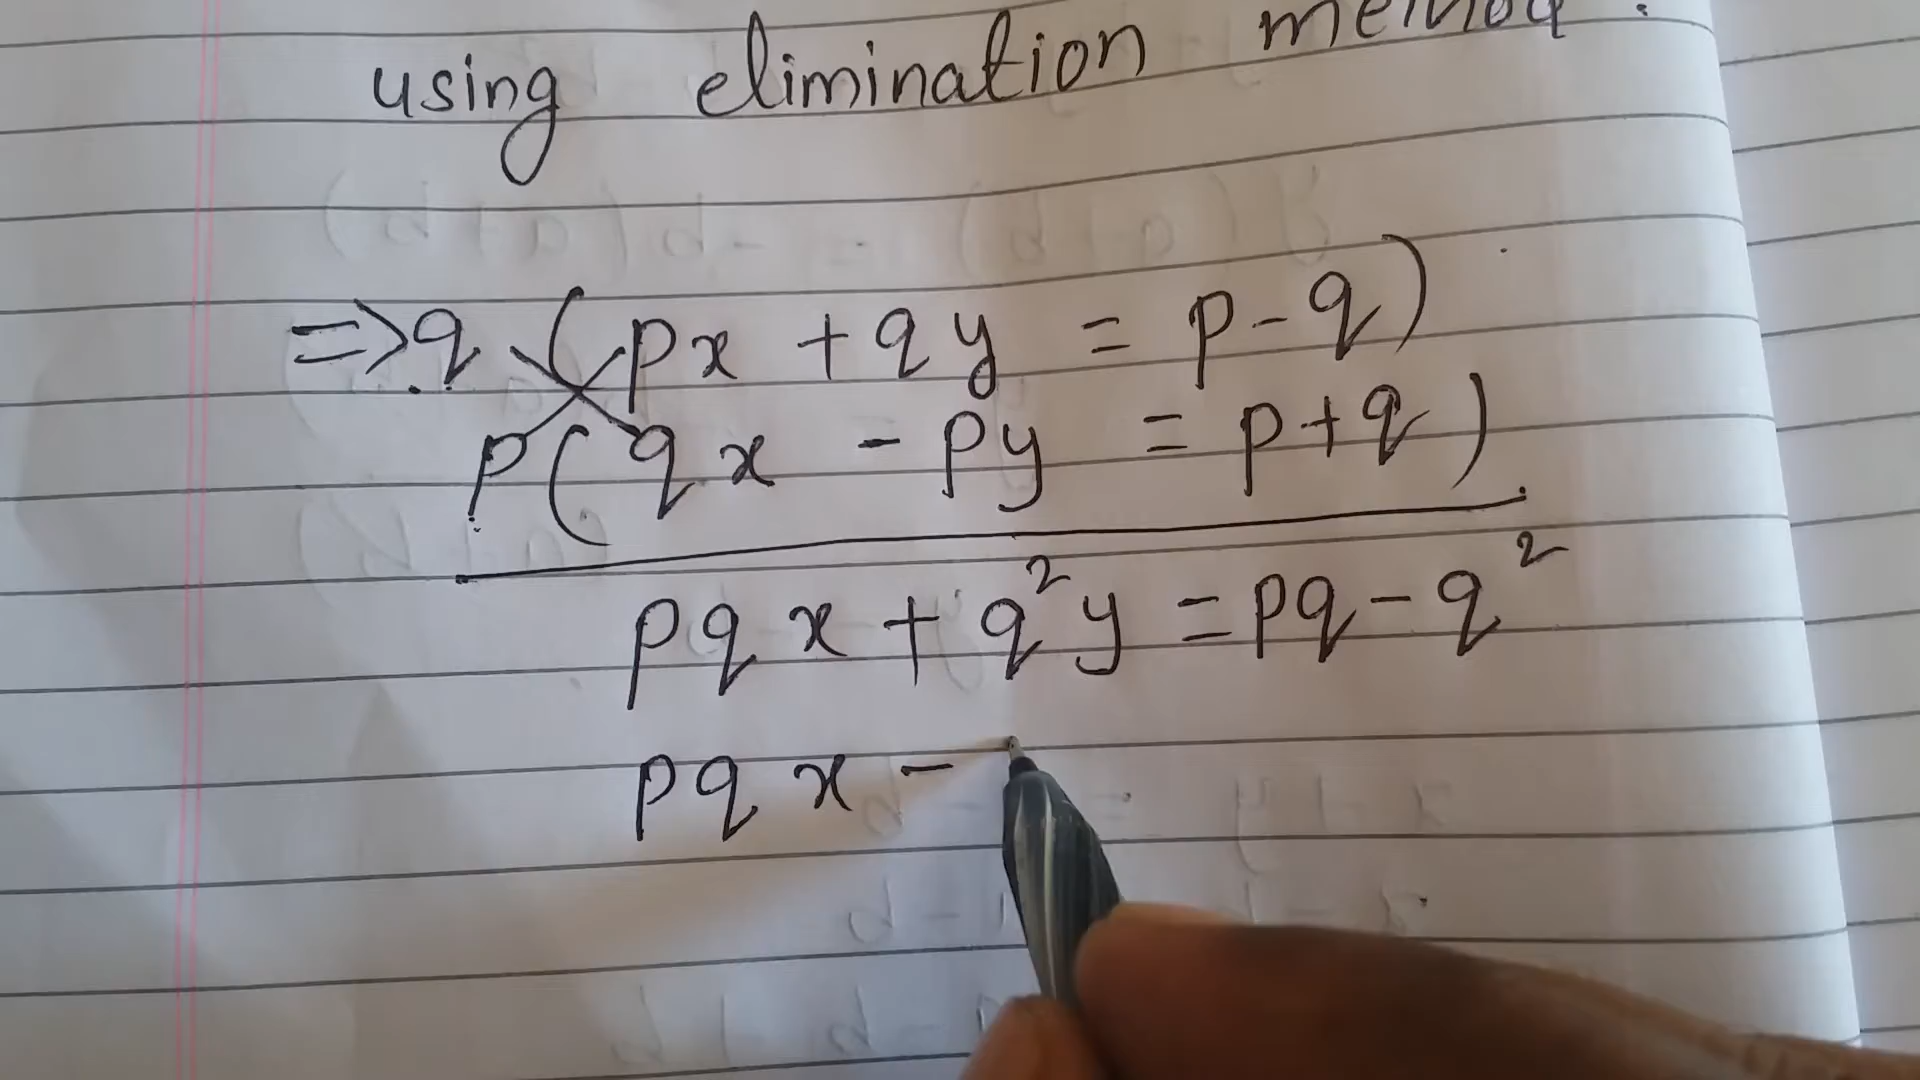 using elimination method.
=> q (px + qy = p - q)
p(qx - py = p + q)
pqx + q²y = pq - q²
pqx -